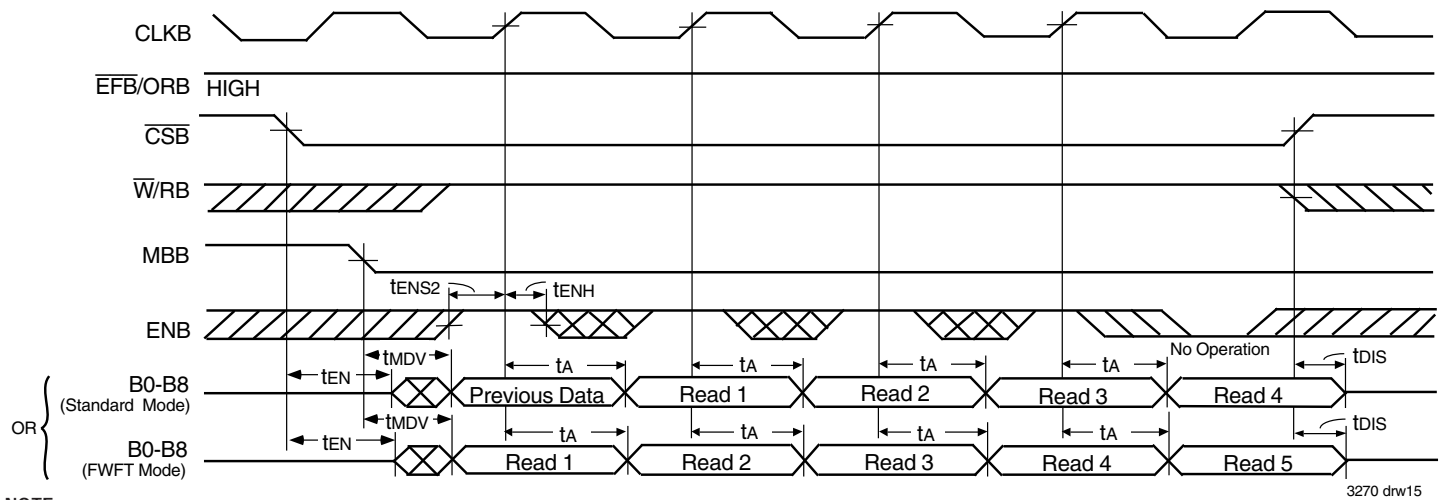 CLKB
EFB/ORB HIGH
CSB
W/RB
MBB
tENS2 tENH
ENB
No Operation
tMDV
tEN tA tA tA tA tDIS
B0-B8
(Standard Mode)
Previous Data Read 1 Read 2 Read 3 Read 4
OR
tMDV
tEN tA tA tA tA tDIS
B0-B8
(FWFT Mode)
Read 1 Read 2 Read 3 Read 4 Read 5
3270 drw15